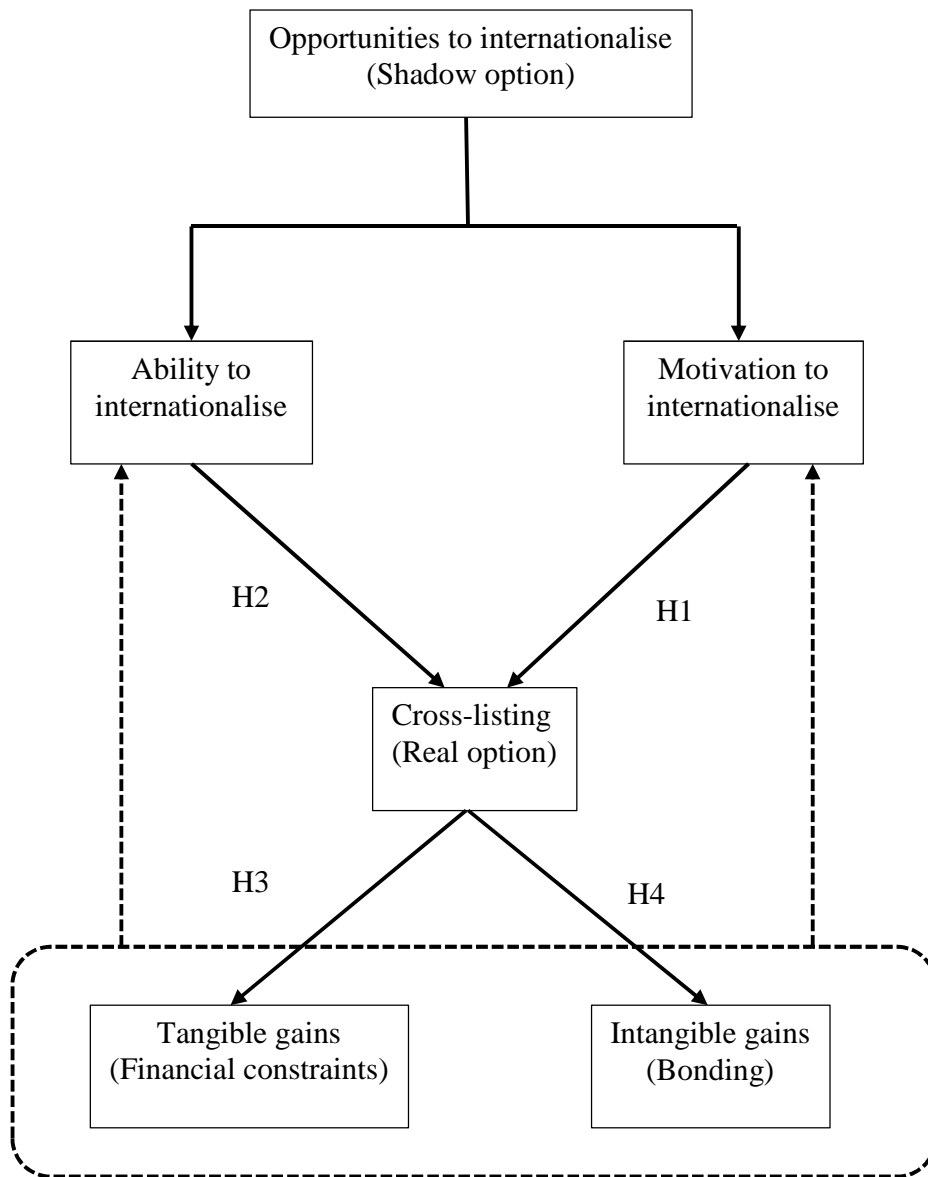 Opportunities to internationalise
(Shadow option)
Ability to
internationalise
Motivation to
internationalise
H2
H1
Cross-listing
(Real option)
H3
H4
Tangible gains
(Financial constraints)
Intangible gains
(Bonding)